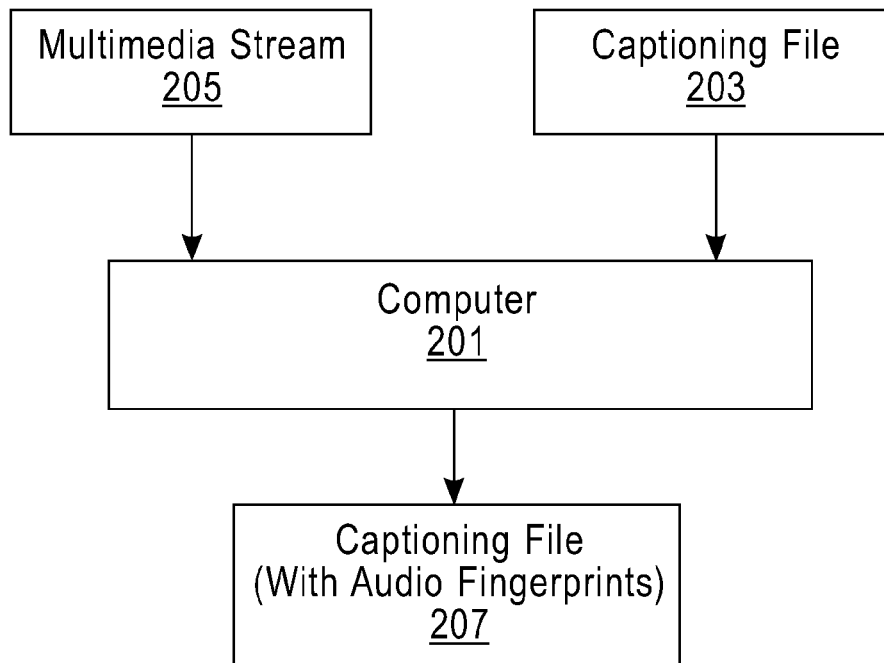 Multimedia Stream
205
Captioning File
203
Computer
201
Captioning File
(With Audio Fingerprints)
207